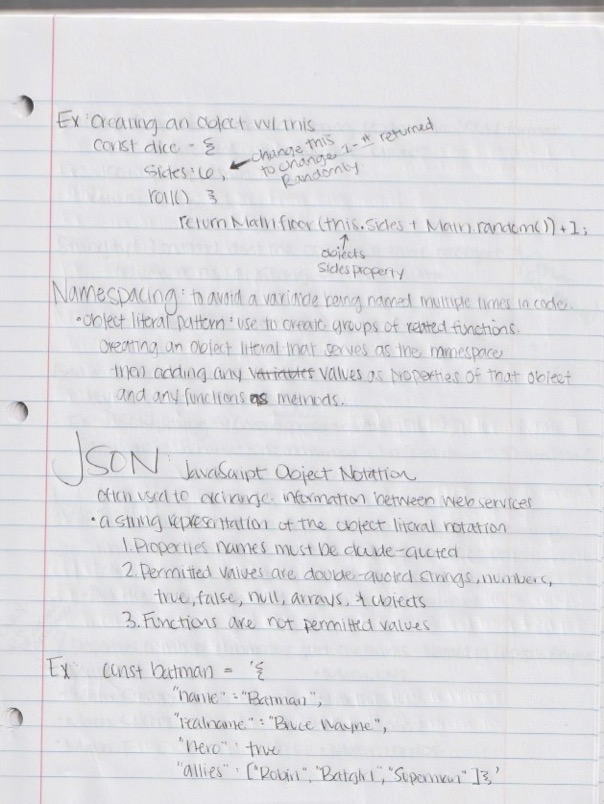 Ex: Creating an object w/ this
const dice = {
sides: 6, ← change this
to change 1-# returned
Randomly
roll() {
return Math.floor (this.sides + Math.random()) + 1;
↑
objects
sides property
Namespacing: to avoid a variable being named multiple times in code.
• object literal pattern: use to create groups of related functions.
creating an object literal that serves as the namespace
then adding any variables values as properties of that object
and any functions as methods.
JSON: JavaScript Object Notation
often used to exchange information between web services
• a string representation of the object literal notation
1. Properties names must be double-quoted
2. Permitted values are double-quoted strings, numbers,
true, false, null, arrays, & objects
3. Functions are not permitted values
Ex: const batman = '{
"name": "Batman",
"realname": "Bruce Wayne",
"hero": true
"allies": ["Robin", "Batgirl", "Superman"]};'